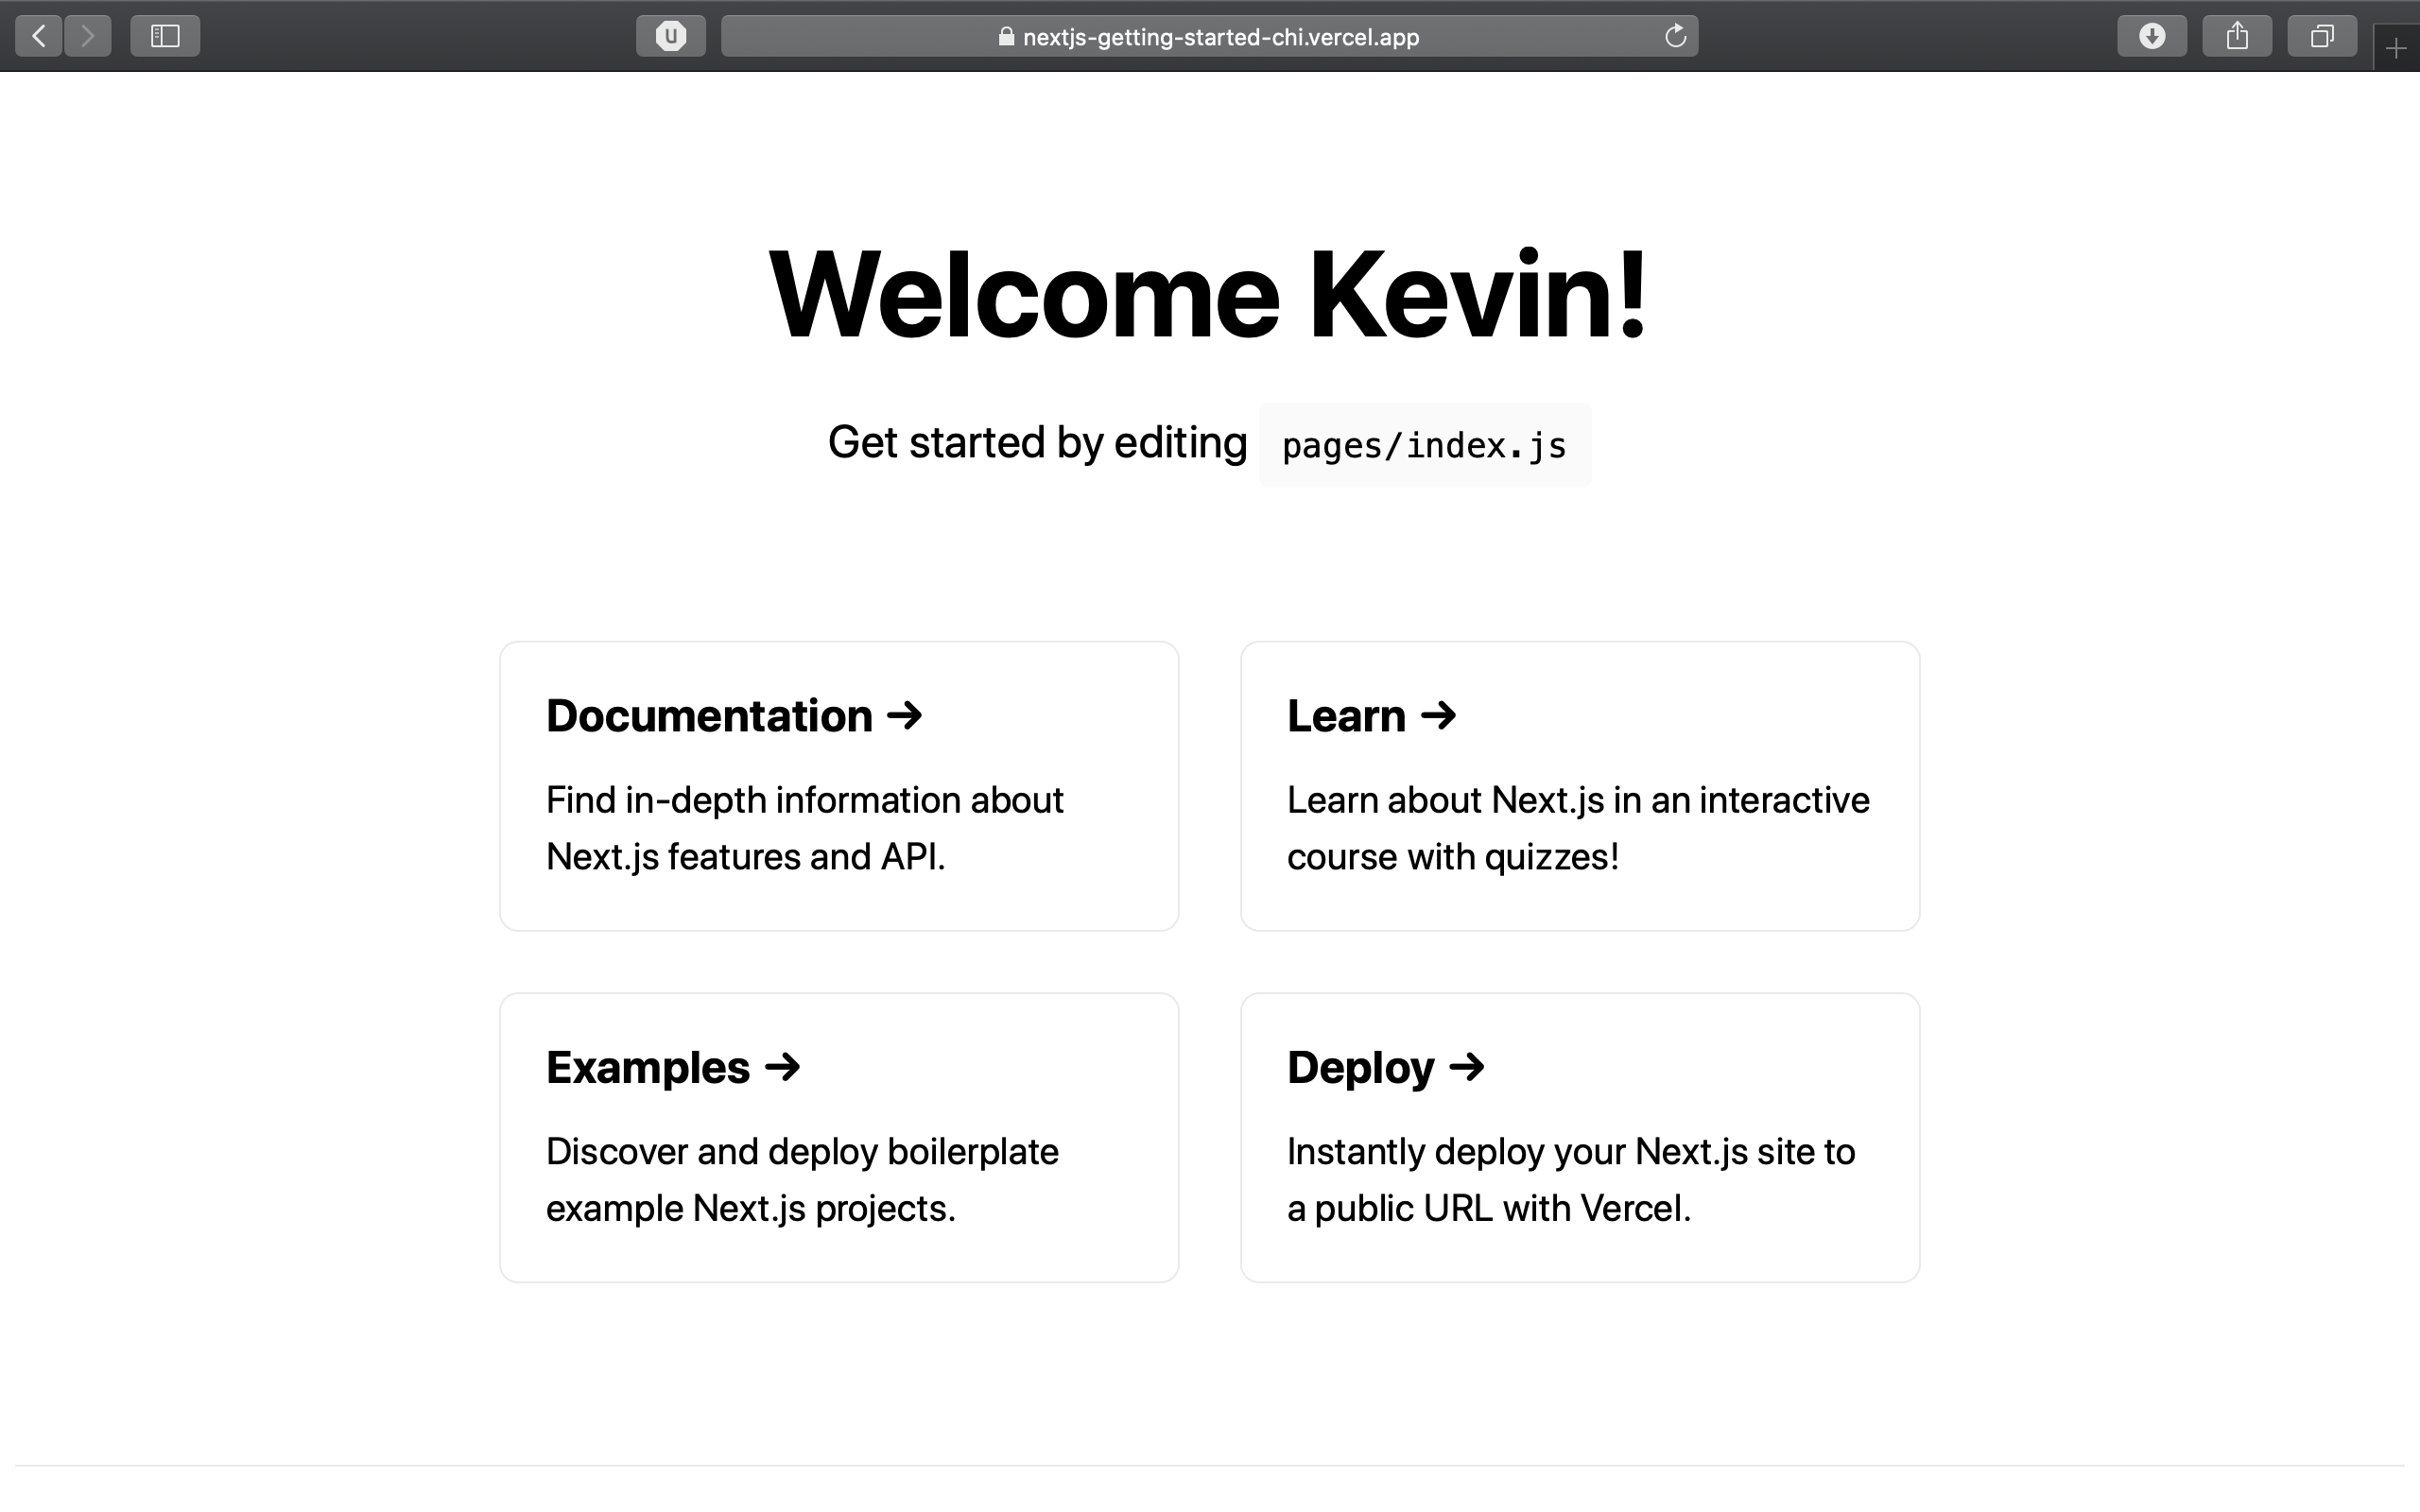 U
nextjs-getting-started-chi.vercel.app
Welcome Kevin!
Get started by editing pages/index.js
Documentation →
Find in-depth information about
Next.js features and API.
Learn →
Learn about Next.js in an interactive
course with quizzes!
Examples →
Discover and deploy boilerplate
example Next.js projects.
Deploy →
Instantly deploy your Next.js site to
a public URL with Vercel.